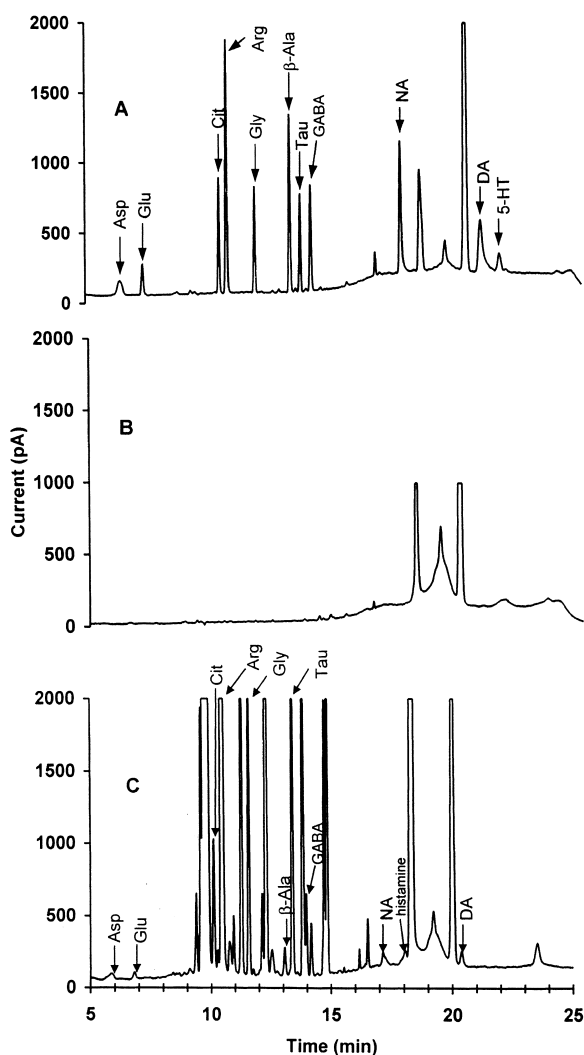 2000
1500
1000
500
0
A
Asp
Glu
Cit
Arg
Gly
β-Ala
Tau
GABA
NA
DA
5-HT
Current (pA)
2000
1500
1000
500
0
B
2000
1500
1000
500
0
C
Asp
Glu
Cit
Arg
Gly
β-Ala
Tau
GABA
NA
histamine
DA
5 10 15 20 25
Time (min)